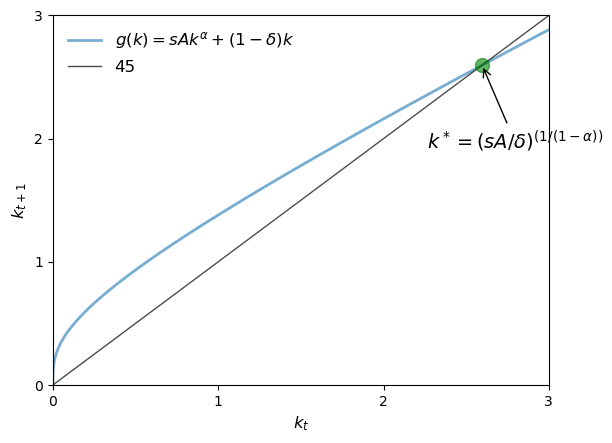 3
g(k) = sAk^α + (1 − δ)k
45
2
k* = (sA/δ)^(1/(1−α))
k_{t+1}
1
0
0 1 2 3
k_t